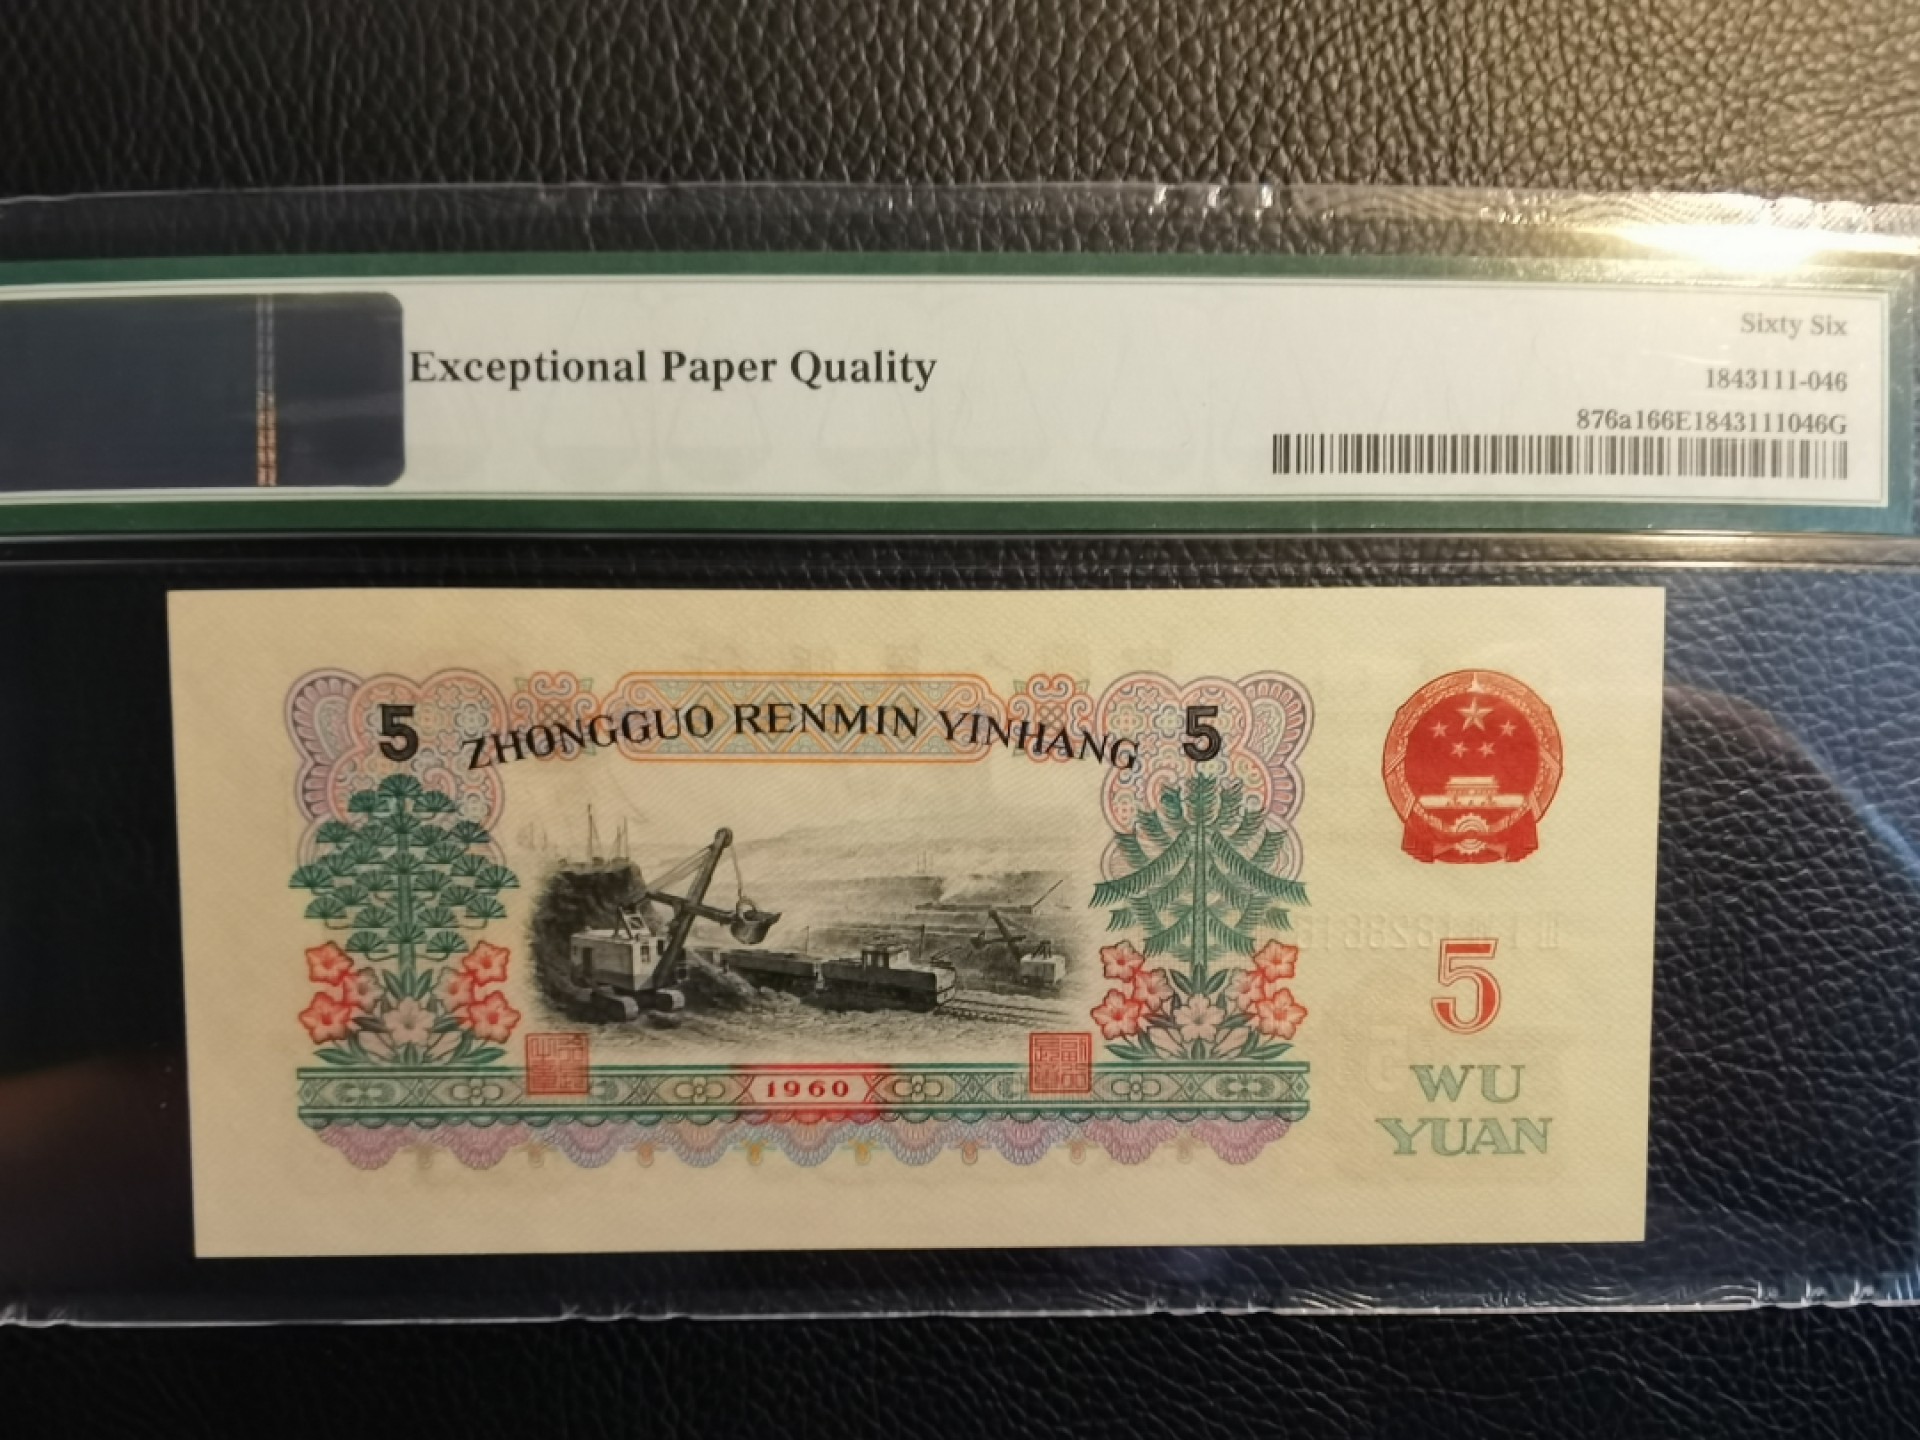 Exceptional Paper Quality
Sixty Six
1843111-046
876a166E1843111046G
5 ZHONGGUO RENMIN YINHANG 5
5
WU
YUAN
1960